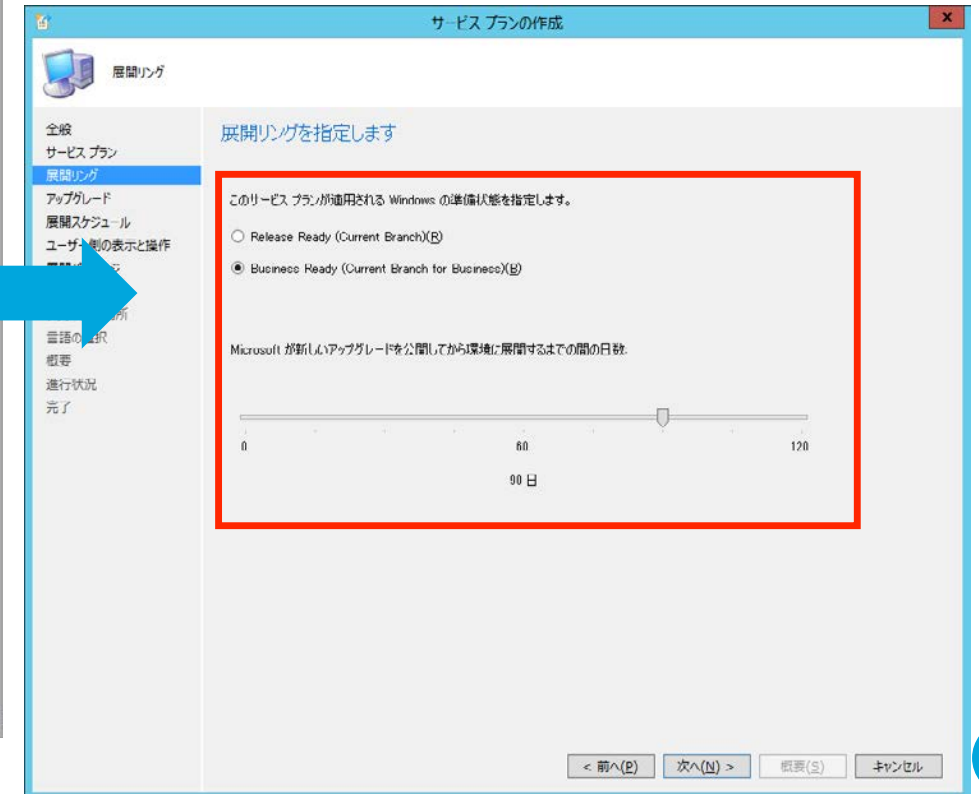 サービス プランの作成
x
展開リング
全般
サービス プラン
展開リング
アップグレード
展開スケジュール
ユーザー側の表示と操作
言語の
択
概要
進行状況
完了
展開リングを指定します
このサービス プランが適用される Windows の準備状態を指定します。
Release Ready (Current Branch)(R)
Business Ready (Current Branch for Business)(B)
Microsoft が新しいアップグレードを公開してから環境に展開するまでの間の日数:
0 60 120
90 日
< 前へ(P) 次へ(N) > 概要(S) キャンセル